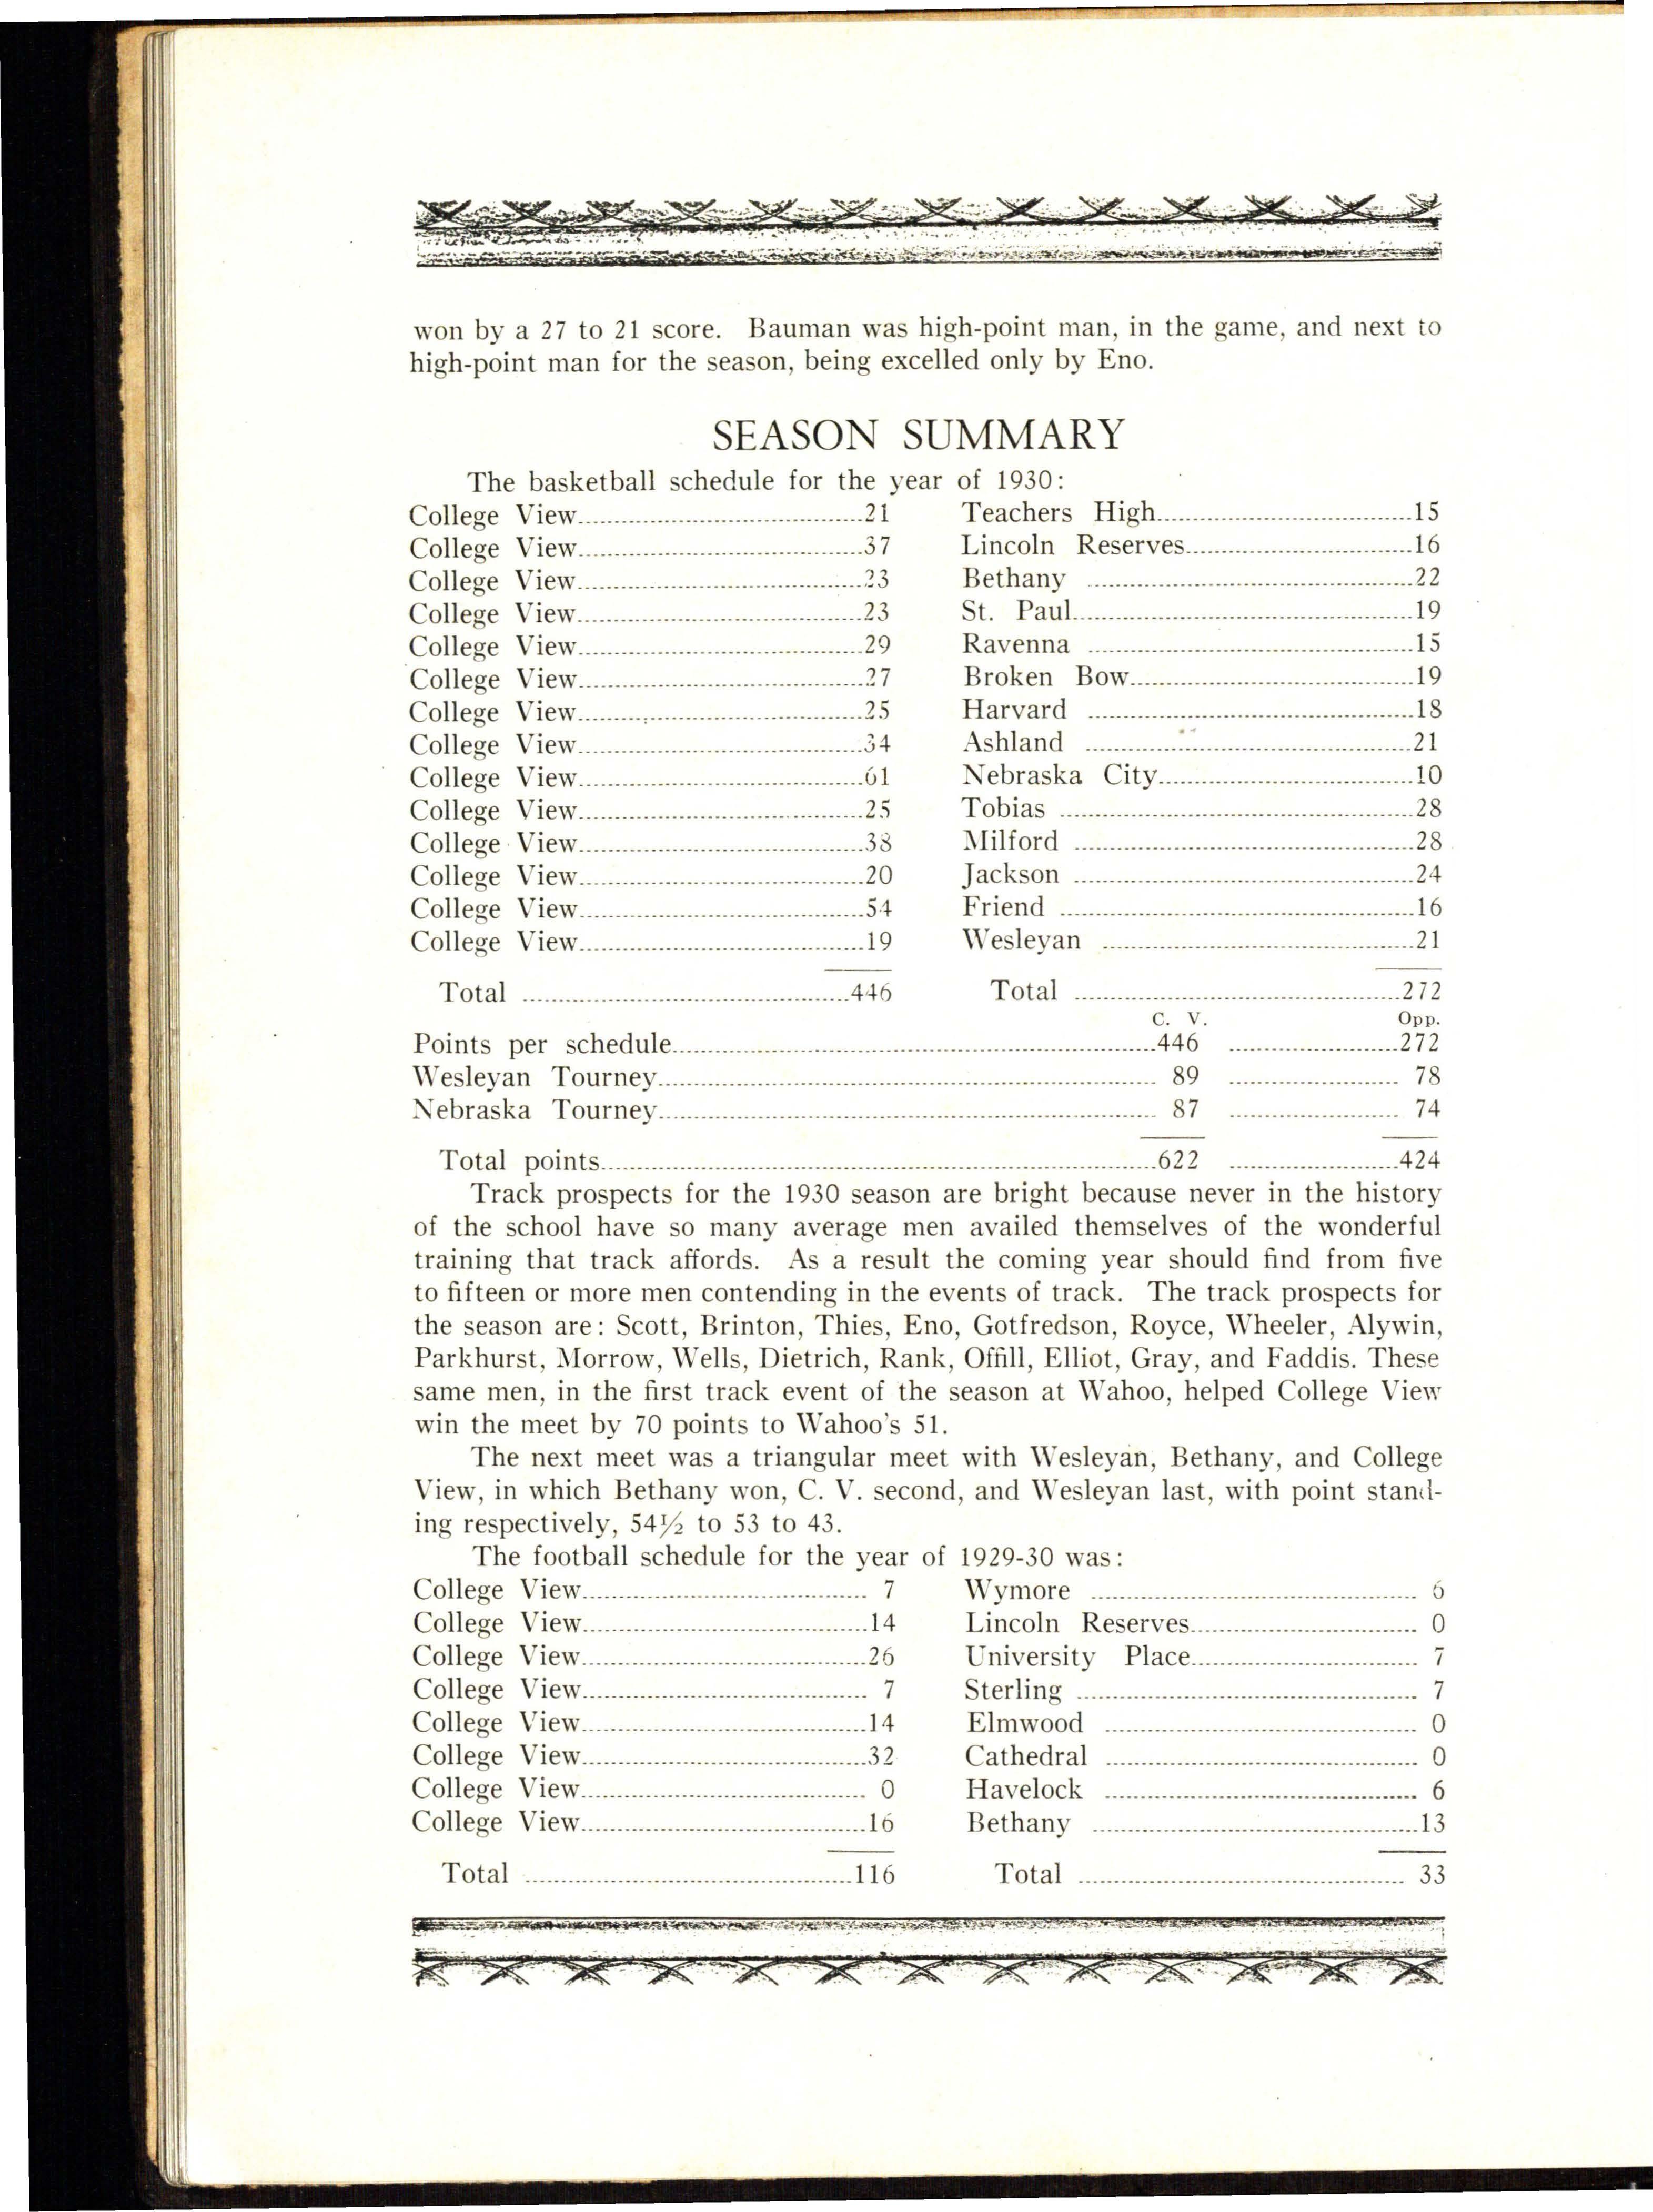 won by a 27 to 21 score. Bauman was high-point man, in the game, and next to
high-point man for the season, being excelled only by Eno.
SEASON SUMMARY
The basketball schedule for the year of 1930:
College View 21 Teachers High 15
College View 37 Lincoln Reserves 16
College View 23 Bethany 22
College View 23 St. Paul 19
College View 29 Ravenna 15
College View 27 Broken Bow 19
College View 25 Harvard 18
College View 34 Ashland 21
College View 61 Nebraska City 10
College View 25 Tobias 28
College View 38 Milford 28
College View 20 Jackson 24
College View 54 Friend 16
College View 19 Wesleyan 21
Total 446 Total 272
C. V. Opp.
Points per schedule 446 272
Wesleyan Tourney 89 78
Nebraska Tourney 87 74
Total points 622 424
Track prospects for the 1930 season are bright because never in the history
of the school have so many average men availed themselves of the wonderful
training that track affords. As a result the coming year should find from five
to fifteen or more men contending in the events of track. The track prospects for
the season are: Scott, Brinton, Thies, Eno, Gotfredson, Royce, Wheeler, Alywin,
Parkhurst, Morrow, Wells, Dietrich, Rank, Offill, Elliot, Gray, and Faddis. These
same men, in the first track event of the season at Wahoo, helped College View
win the meet by 70 points to Wahoo's 51.
The next meet was a triangular meet with Wesleyan, Bethany, and College
View, in which Bethany won, C. V. second, and Wesleyan last, with point stand-
ing respectively, 54½ to 53 to 43.
The football schedule for the year of 1929-30 was:
College View 7 Wymore 6
College View 14 Lincoln Reserves 0
College View 26 University Place 7
College View 7 Sterling 7
College View 14 Elmwood 0
College View 32 Cathedral 0
College View 0 Havelock 6
College View 16 Bethany 13
Total 116 Total 33